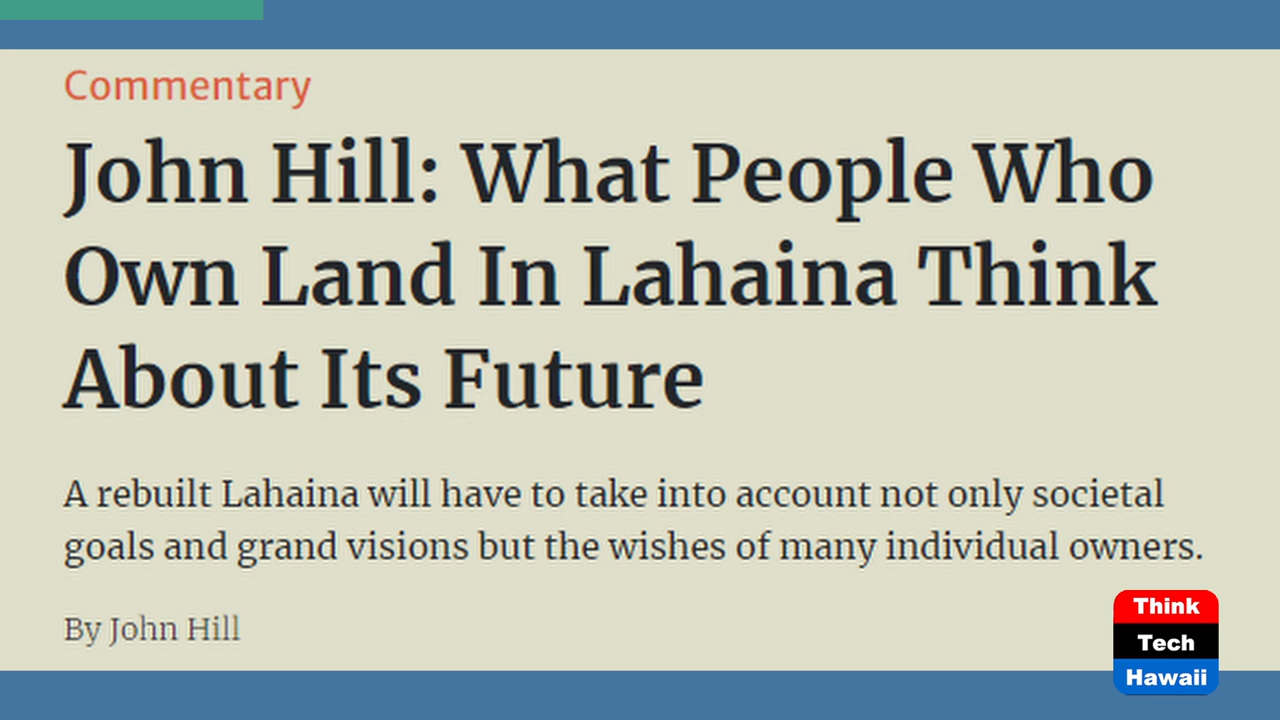 Commentary
John Hill: What People Who
Own Land In Lahaina Think
About Its Future
A rebuilt Lahaina will have to take into account not only societal
goals and grand visions but the wishes of many individual owners.
By John Hill
Think
Tech
Hawaii